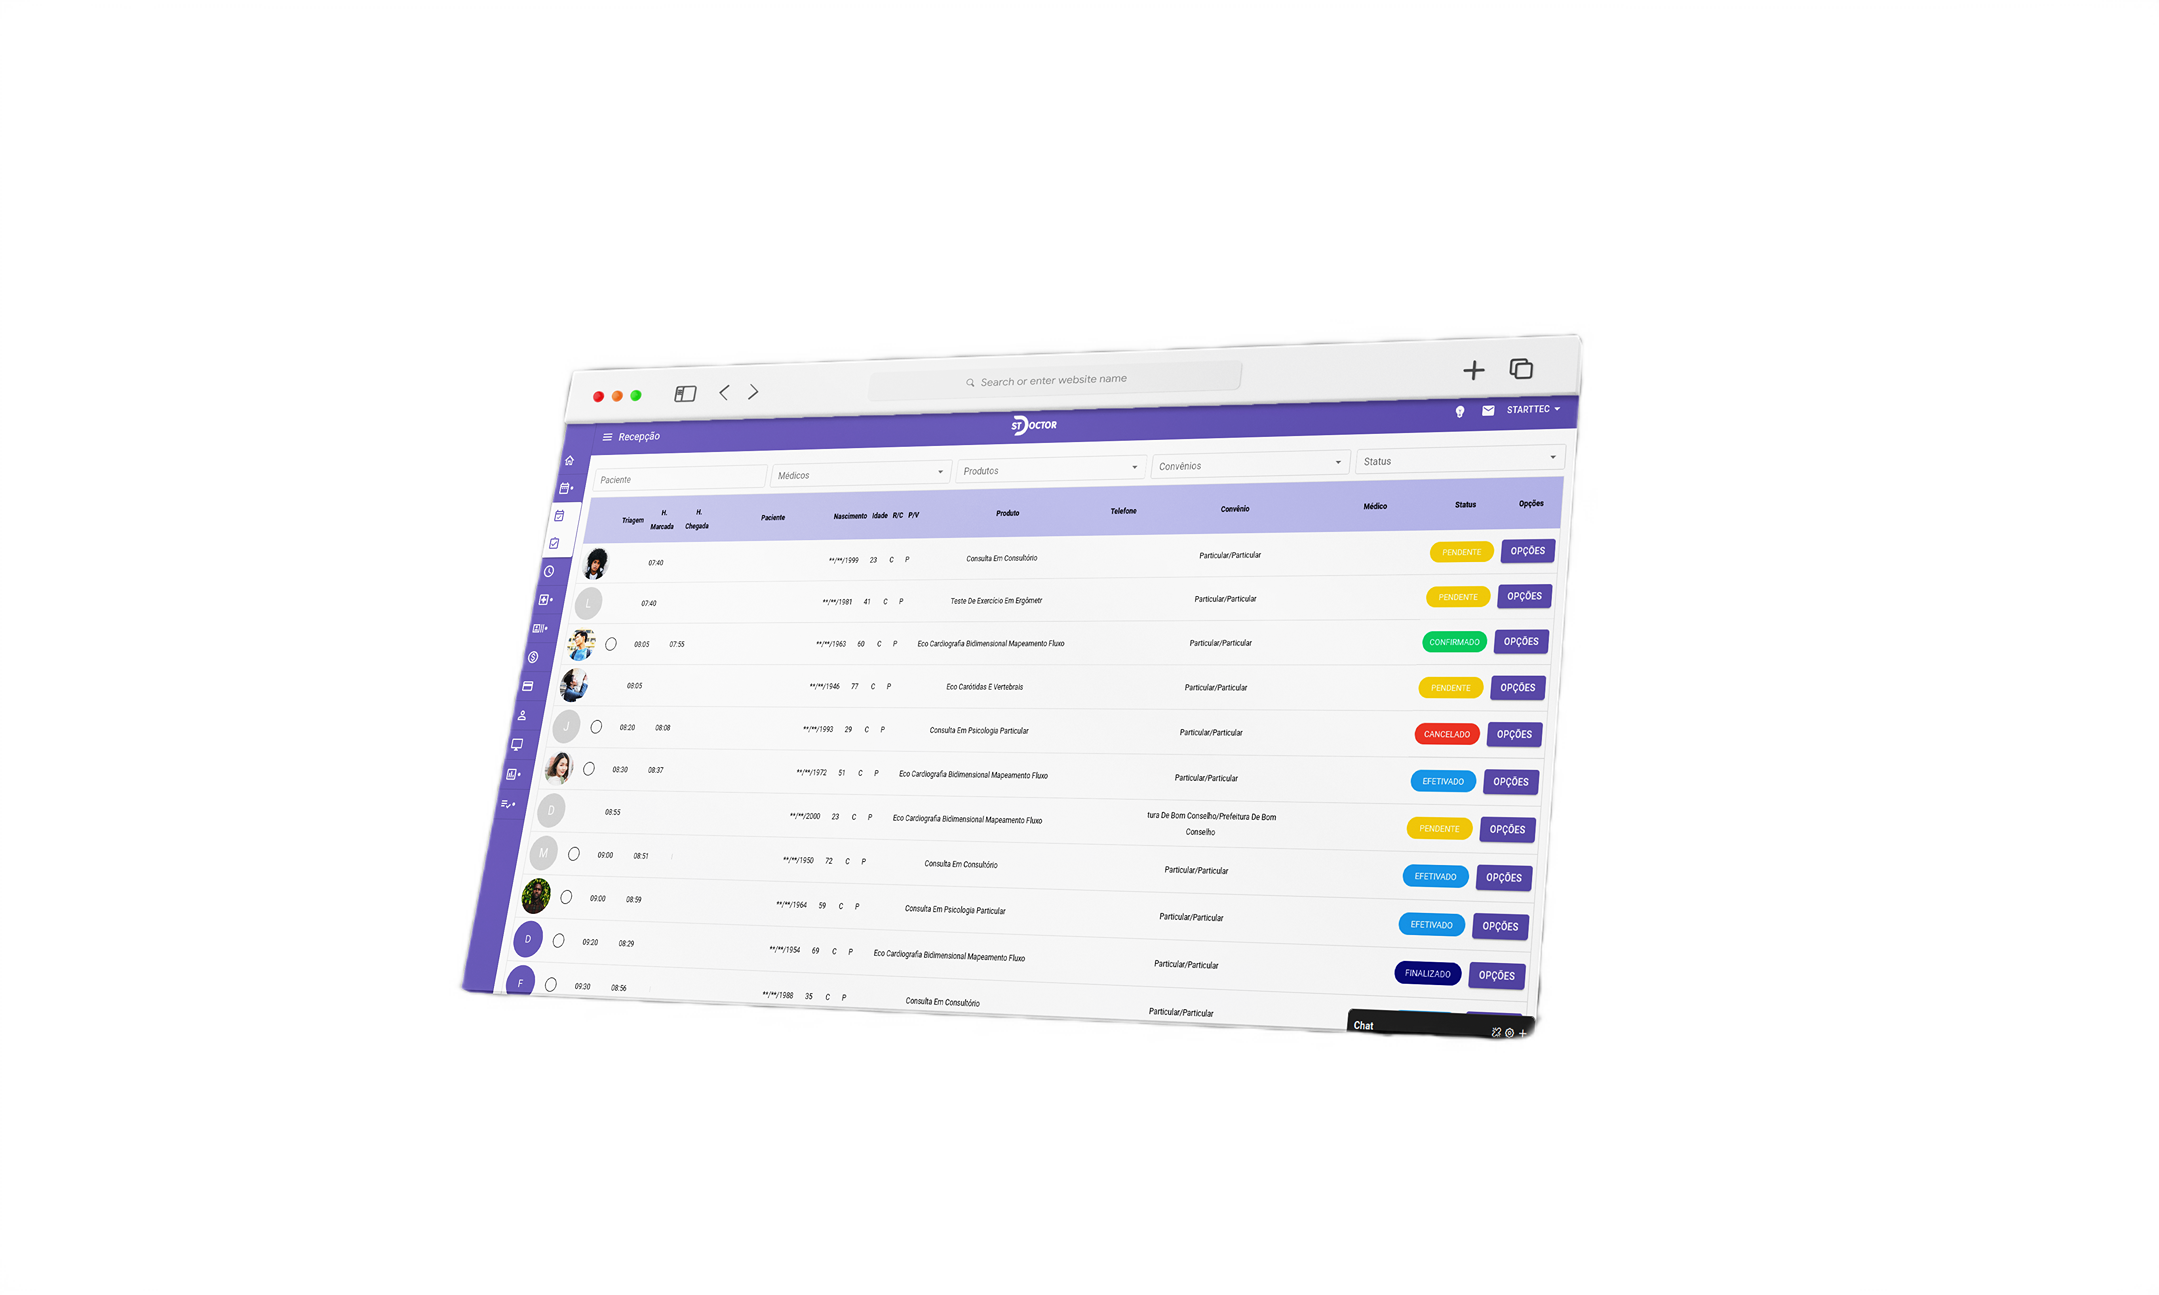 Search or enter website name
Recepção
ST DOCTOR
STARTTEC
Paciente
Médicos
Produtos
Convênios
Status
Triagem H. Marcada H. Chegada Paciente Nascimento Idade R/C P/V Produto Telefone Convênio Médico Status Opções
07:40 **/**/1999 23 C P Consulta Em Consultório Particular/Particular PENDENTE OPÇÕES
L 07:40 **/**/1981 41 C P Teste De Exercício Em Ergômetr Particular/Particular PENDENTE OPÇÕES
08:05 07:55 **/**/1963 60 C P Eco Cardiografia Bidimensional Mapeamento Fluxo Particular/Particular CONFIRMADO OPÇÕES
08:05 **/**/1946 77 C P Eco Carótidas E Vertebrais Particular/Particular PENDENTE OPÇÕES
J 08:20 08:08 **/**/1993 29 C P Consulta Em Psicologia Particular Particular/Particular CANCELADO OPÇÕES
08:30 08:37 **/**/1972 51 C P Eco Cardiografia Bidimensional Mapeamento Fluxo Particular/Particular EFETIVADO OPÇÕES
D 08:55 **/**/2000 23 C P Eco Cardiografia Bidimensional Mapeamento Fluxo tura De Bom Conselho/Prefeitura De Bom Conselho PENDENTE OPÇÕES
M 09:00 08:51 **/**/1950 72 C P Consulta Em Consultório Particular/Particular EFETIVADO OPÇÕES
09:00 08:59 **/**/1964 59 C P Consulta Em Psicologia Particular Particular/Particular EFETIVADO OPÇÕES
D 09:20 08:29 **/**/1954 69 C P Eco Cardiografia Bidimensional Mapeamento Fluxo Particular/Particular FINALIZADO OPÇÕES
F 09:30 08:56 **/**/1988 35 C P Consulta Em Consultório Particular/Particular
Chat